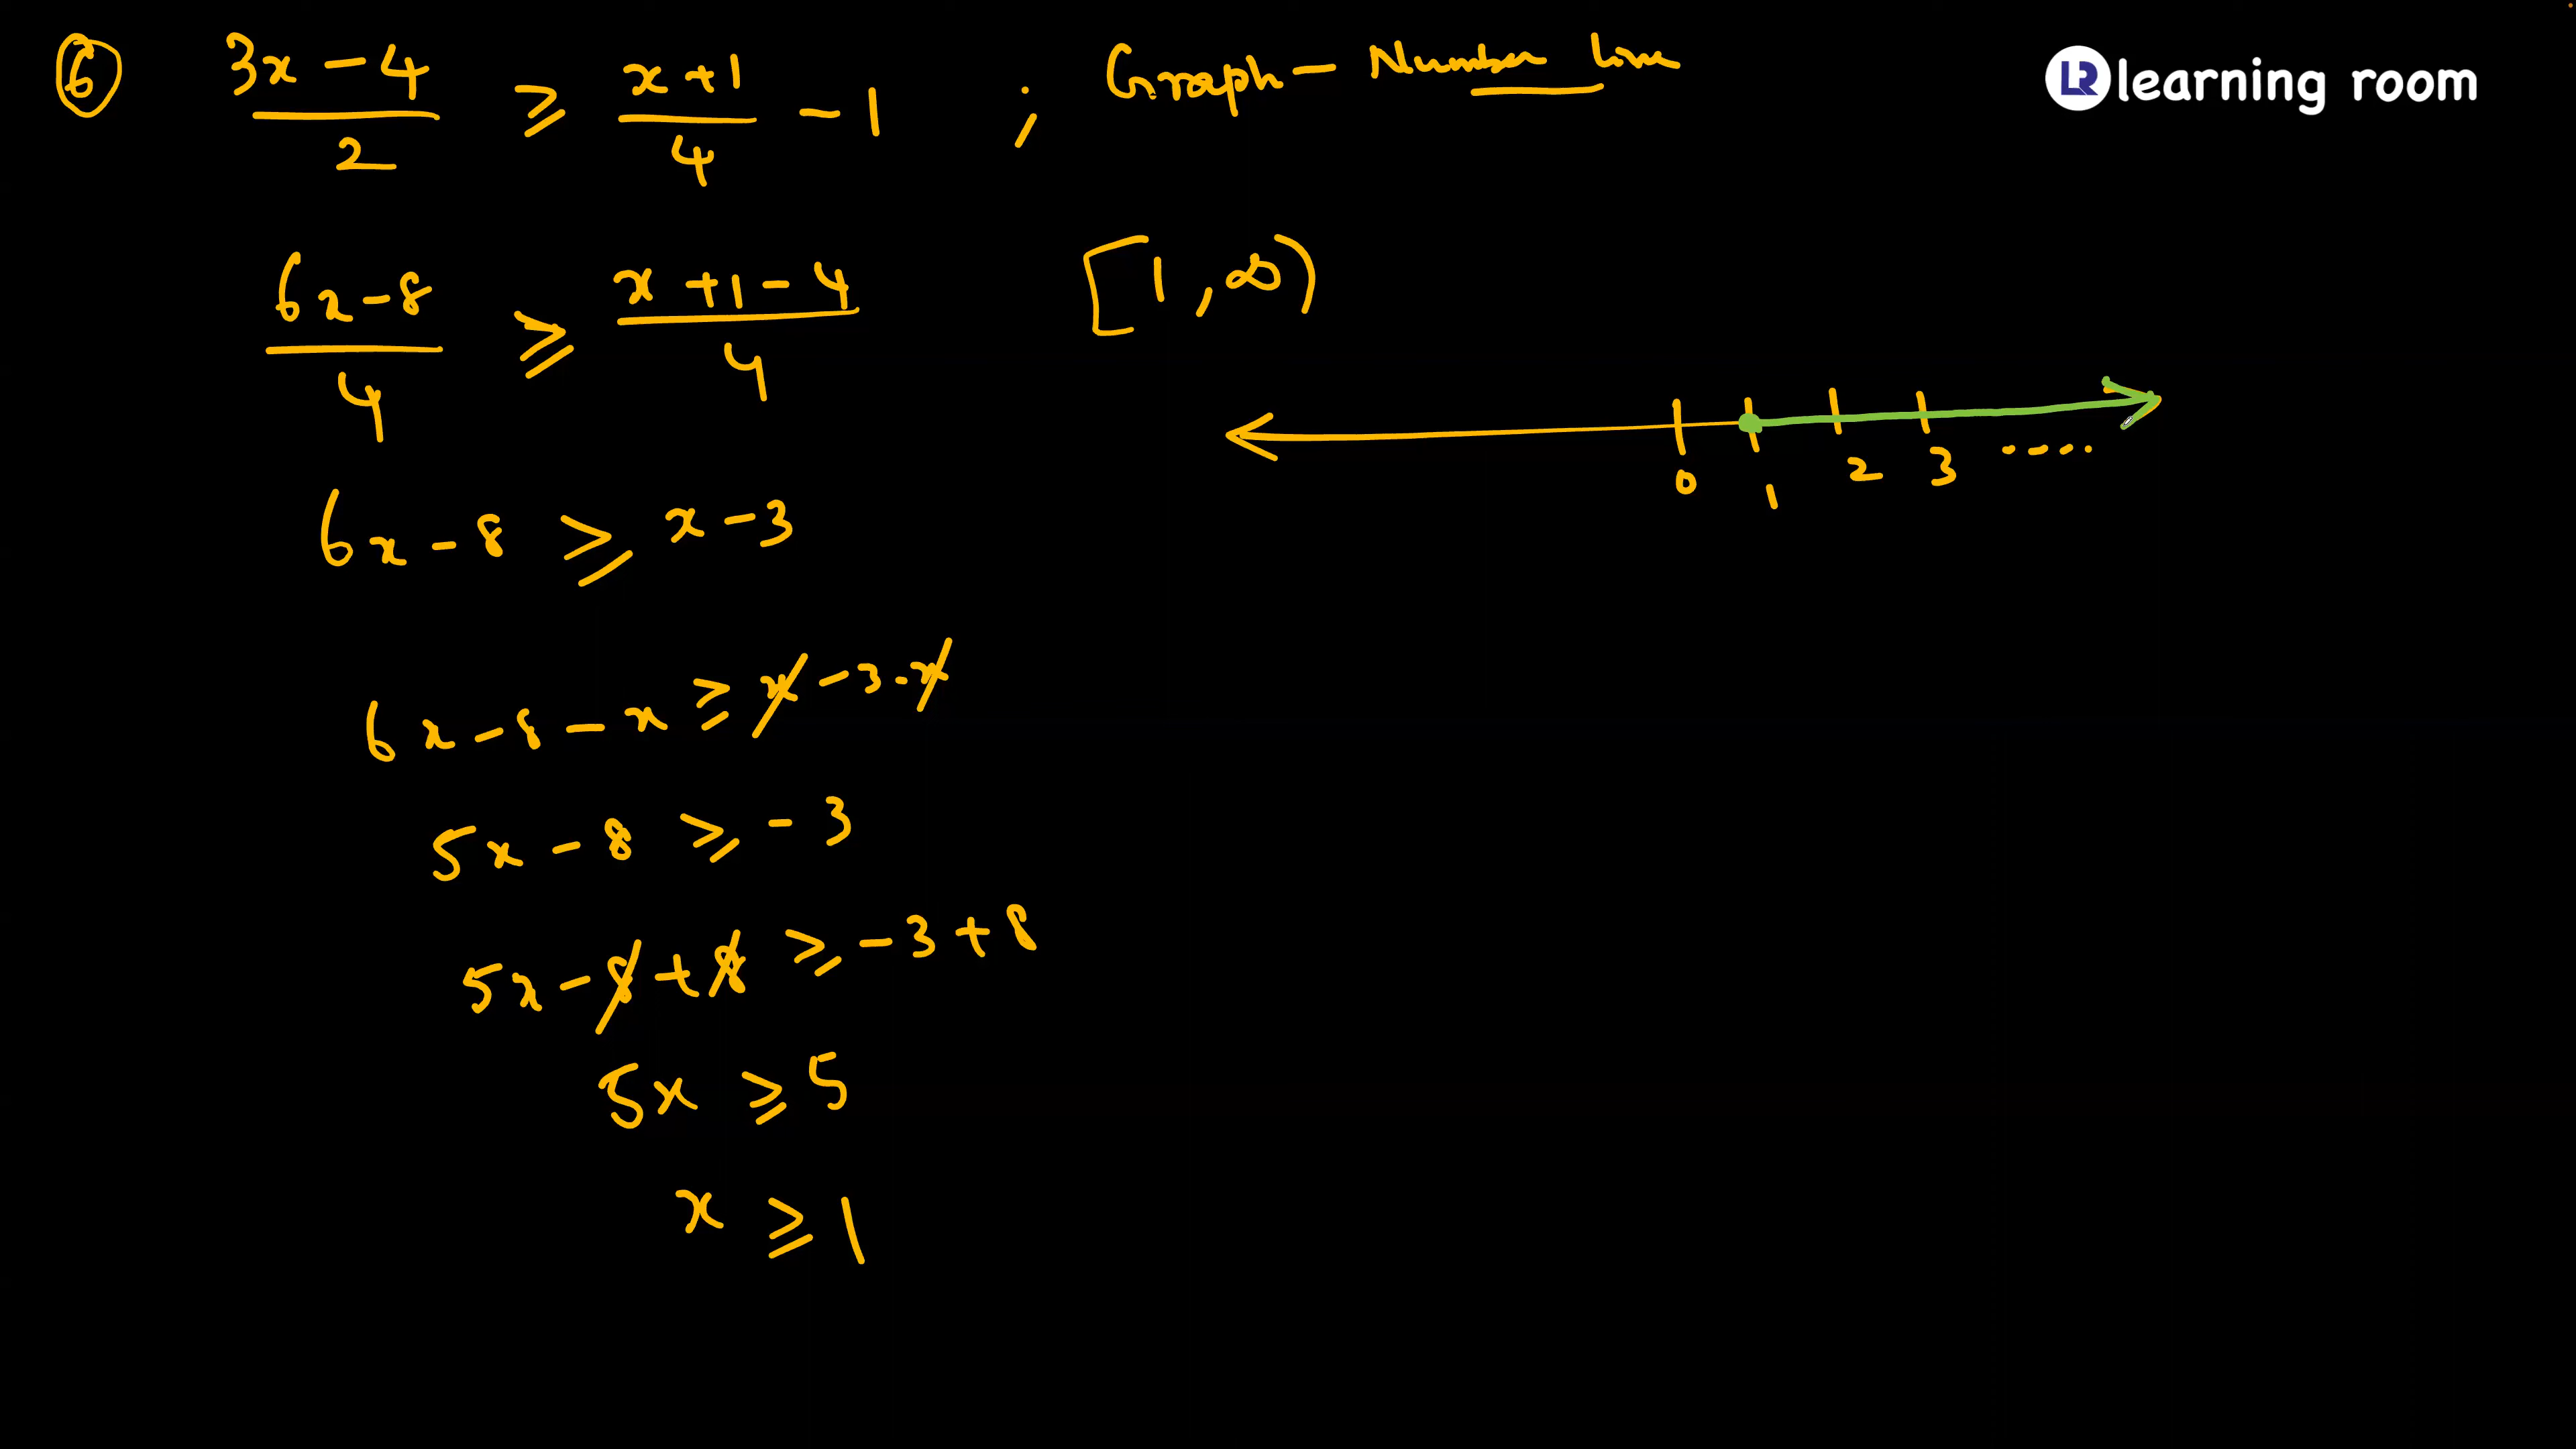 6 (3x - 4)/2 ≥ (x + 1)/4 - 1 ; Graph - Number line
LR learning room
(6x - 8)/4 ≥ (x + 1 - 4)/4
[1, ∞)
0 1 2 3 .....
6x - 8 ≥ x - 3
6x - 8 - x ≥ x - 3 - x
5x - 8 ≥ - 3
5x - 8 + 8 ≥ - 3 + 8
5x ≥ 5
x ≥ 1